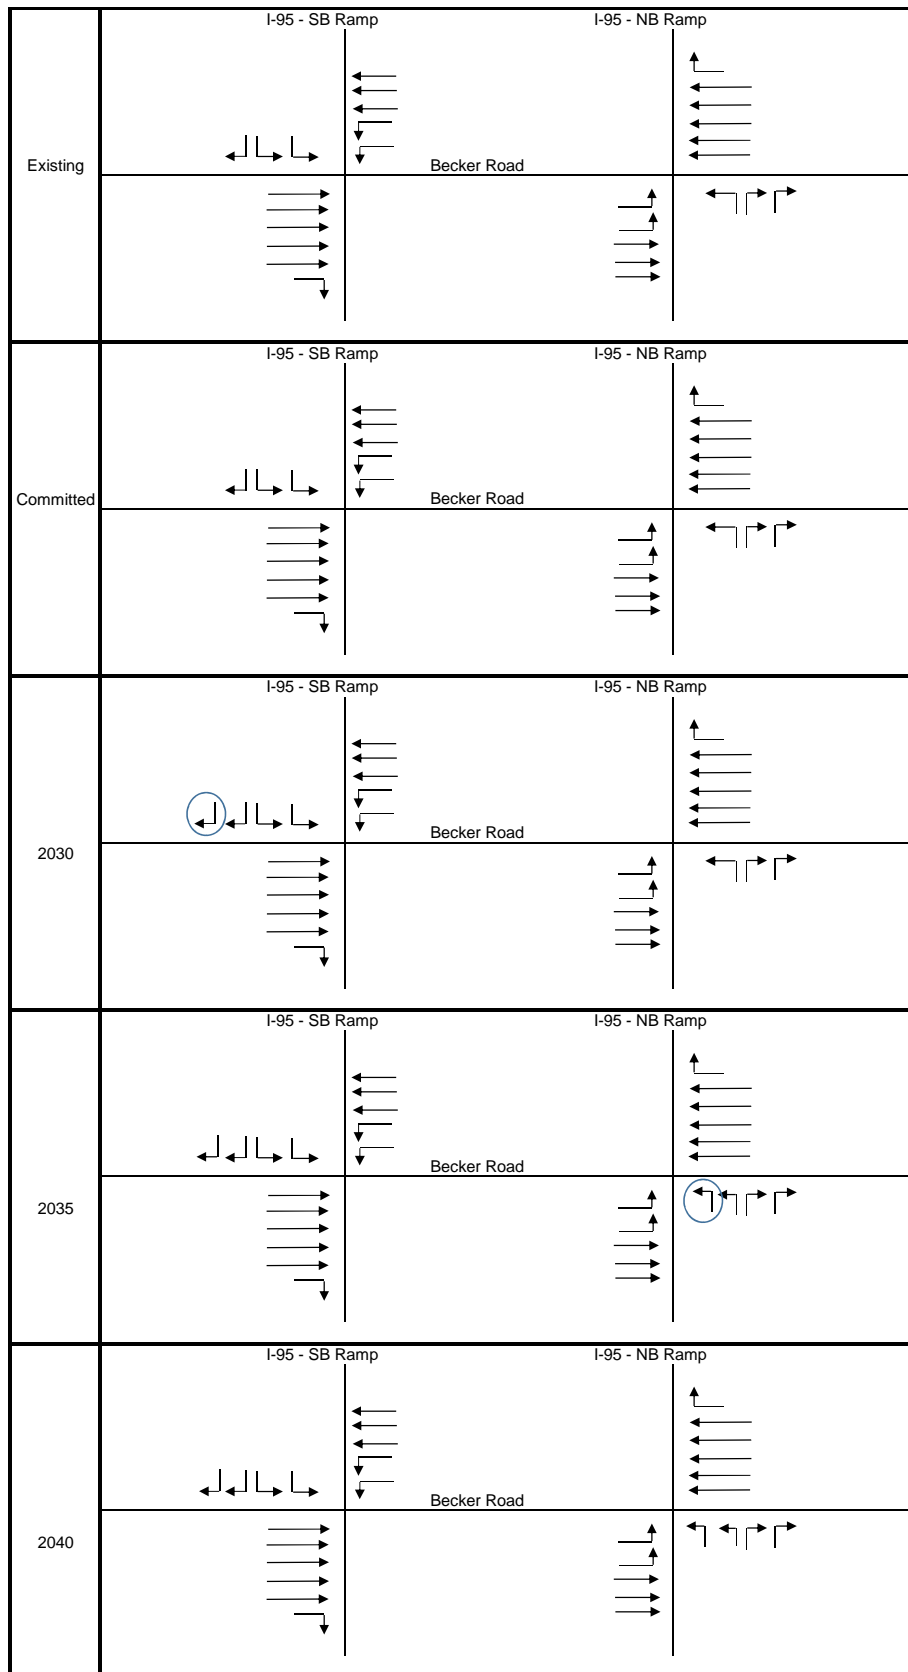 I-95 - SB Ramp I-95 - NB Ramp
Existing
Becker Road
I-95 - SB Ramp I-95 - NB Ramp
Committed
Becker Road
I-95 - SB Ramp I-95 - NB Ramp
2030
Becker Road
I-95 - SB Ramp I-95 - NB Ramp
2035
Becker Road
I-95 - SB Ramp I-95 - NB Ramp
2040
Becker Road